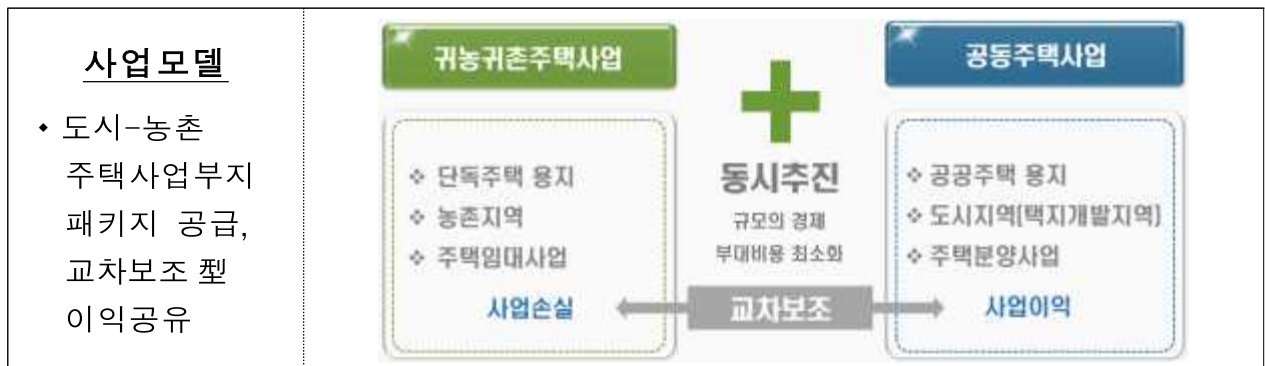 사업모델
• 도시-농촌
주택사업부지
패키지 공급,
교차보조 型
이익공유
귀농귀촌주택사업
❖ 단독주택 용지
❖ 농촌지역
❖ 주택임대사업
사업손실
동시추진
규모의 경제
부대비용 최소화
교차보조
공동주택사업
❖ 공공주택 용지
❖ 도시지역(택지개발지역)
❖ 주택분양사업
사업이익